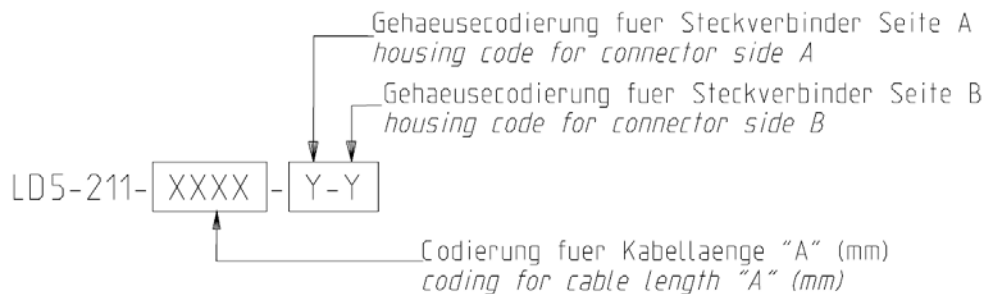 Gehaeusecodierung fuer Steckverbinder Seite A
housing code for connector side A
Gehaeusecodierung fuer Steckverbinder Seite B
housing code for connector side B
LD5-211-XXXX-Y-Y
Codierung fuer Kabellaenge "A" (mm)
coding for cable length "A" (mm)